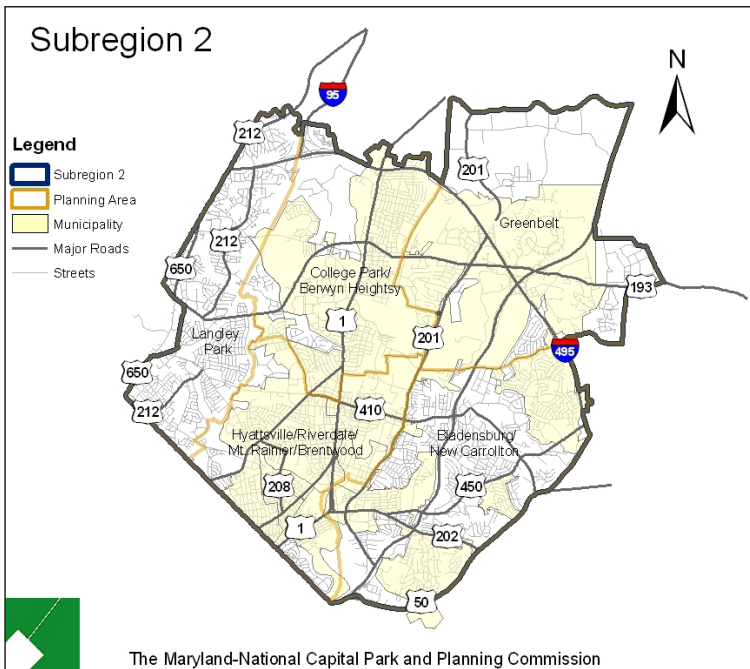 Subregion 2
N
95
212
Legend
Subregion 2
Planning Area
Municipality
Major Roads
Streets
201
Greenbelt
212
650
College Park/
Berwyn Heightsy
193
1
201
Langley
Park
495
650
212
410
Hyattsville/Riverdale/
Mt. Rainier/Brentwood
Bladensburg/
New Carrollton
208
450
1
202
50
The Maryland-National Capital Park and Planning Commission